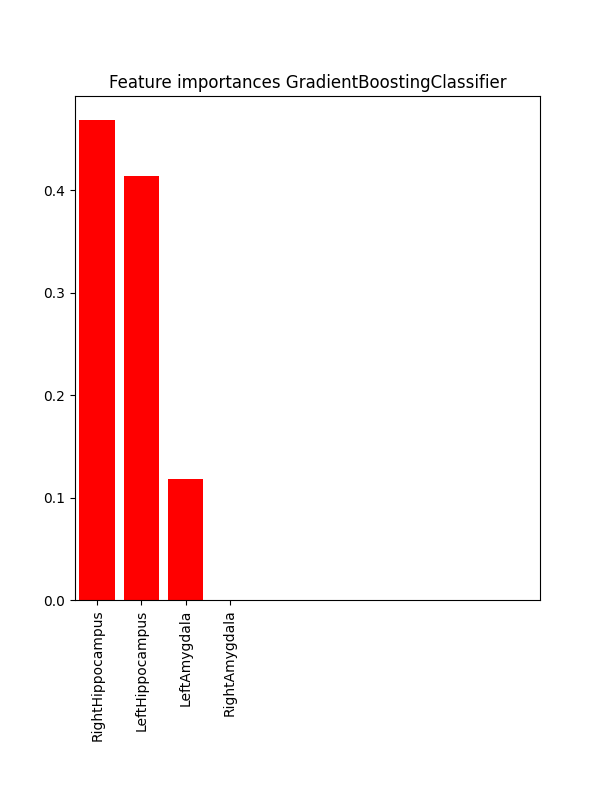 Feature importances GradientBoostingClassifier
0.4
0.3
0.2
0.1
0.0
RightHippocampus
LeftHippocampus
LeftAmygdala
RightAmygdala